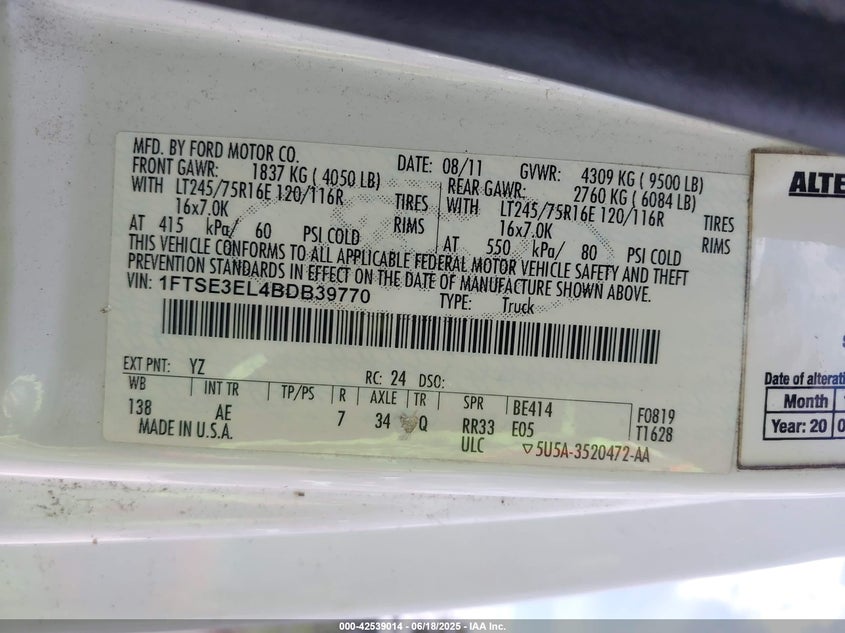 MFD. BY FORD MOTOR CO.
DATE: 08/11
GVWR: 4309 KG ( 9500 LB)
FRONT GAWR: 1837 KG ( 4050 LB)
REAR GAWR: 2760 KG ( 6084 LB)
WITH LT245/75R16E 120/116R TIRES
WITH LT245/75R16E 120/116R TIRES
16x7.0K RIMS
16x7.0K RIMS
AT 415 kPa/ 60 PSI COLD
AT 550 kPa/ 80 PSI COLD
THIS VEHICLE CONFORMS TO ALL APPLICABLE FEDERAL MOTOR VEHICLE SAFETY AND THEFT
PREVENTION STANDARDS IN EFFECT ON THE DATE OF MANUFACTURE SHOWN ABOVE.
VIN: 1FTSE3EL4BDB39770
TYPE: Truck
EXT PNT: YZ RC: 24 DSO:
WB INT TR TP/PS R AXLE TR SPR BE414 F0819
138 AE 7 34 Q RR33 E05 T1628
MADE IN U.S.A. ULC ▽5U5A-3520472-AA
ALTE
Date of alterati
Month
Year: 20 0
000-42539014 - 06/18/2025 - IAA Inc.